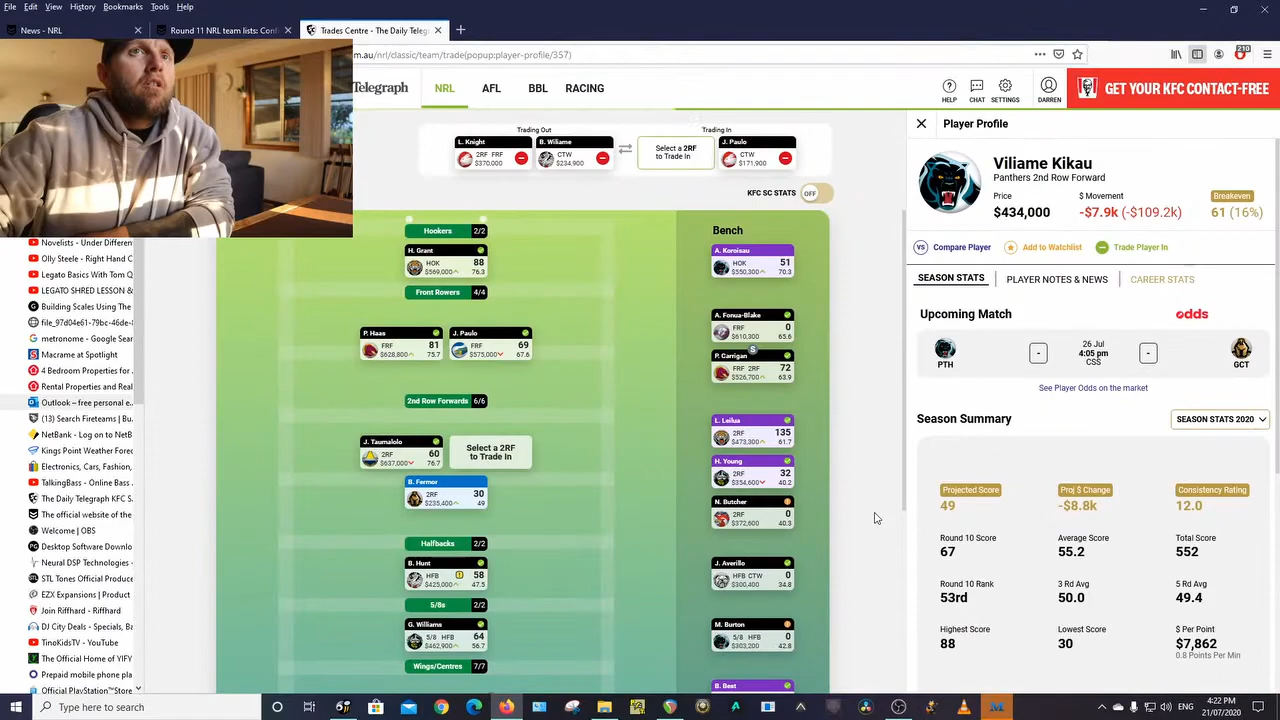 File Edit View History Bookmarks Tools Help
News - NRL
Round 11 NRL team lists: Conf
Trades Centre - The Daily Teleg
m.au/nrl/classic/team/trade(popup:player-profile/357)
210
Telegraph
NRL AFL BBL RACING
HELP CHAT SETTINGS DARREN
GET YOUR KFC CONTACT-FREE
Trading Out
L. Knight
2RF FRF
$370,000
B. Wiliame
CTW
$234,900
Trading In
Select a 2RF
to Trade In
J. Paulo
CTW
$171,900
KFC SC STATS OFF
Novelists - Under Differen
Olly Steele - Right Hand C
Legato Basics With Tom Q
LEGATO SHRED LESSON &
Building Scales Using The
file_97d04e61-79bc-46de-8
metronome - Google Sear
Macrame at Spotlight
4 Bedroom Properties for
Rental Properties and Real
Outlook – free personal e
(13) Search Fireteams | Bu
NetBank - Log on to NetB
Kings Point Weather Forec
Electronics, Cars, Fashion,
TalkingBass - Online Bass
The Daily Telegraph KFC S
The official website of the
Welcome | OBS
Desktop Software Downlo
Neural DSP Technologies -
STL Tones Official Produce
EZX Expansions | Product
Join Riffhard - Riffhard
DJ City Deals - Specials, Ba
TinoKidsTV - YouTube
The Official Home of YIFY
Prepaid mobile phone pla
Official PlayStation™Store
Hookers 2/2
H. Grant
HOK 88
$569,000 76.3
Front Rowers 4/4
P. Haas
FRF 81
$628,800 75.7
J. Paulo
FRF 69
$575,000 67.6
2nd Row Forwards 6/6
J. Taumalolo
2RF 60
$637,000 76.7
Select a 2RF
to Trade In
B. Fermor
2RF 30
$235,400 49
Halfbacks 2/2
B. Hunt
HFB 58
$425,000 47.5
5/8s 2/2
G. Williams
5/8 HFB 64
$462,900 56.7
Wings/Centres 7/7
Bench
A. Koroisau
HOK 51
$550,300 70.3
A. Fonua-Blake
FRF 0
$610,300 65.6
P. Carrigan
FRF 2RF 72
$526,700 63.9
L. Leilua
2RF 135
$473,300 61.7
H. Young
2RF 32
$354,600 40.2
N. Butcher
2RF 0
$372,600 40.3
J. Averillo
HFB CTW 0
$300,400 34.8
M. Burton
5/8 HFB 0
$303,200 42.8
B. Best
Player Profile
Viliame Kikau
Panthers 2nd Row Forward
Price $ Movement Breakeven
$434,000 -$7.9k (-$109.2k) 61 (16%)
VS Compare Player Add to Watchlist Trade Player In
SEASON STATS PLAYER NOTES & NEWS CAREER STATS
Upcoming Match odds
PTH - 26 Jul - GCT
4:05 pm
CSS
See Player Odds on the market
Season Summary SEASON STATS 2020
Projected Score Proj $ Change Consistency Rating
49 -$8.8k 12.0
Round 10 Score Average Score Total Score
67 55.2 552
Round 10 Rank 3 Rd Avg 5 Rd Avg
53rd 50.0 49.4
Highest Score Lowest Score $ Per Point
88 30 $7,862
0.8 Points Per Min
Type here to search
4:22 PM
21/07/2020